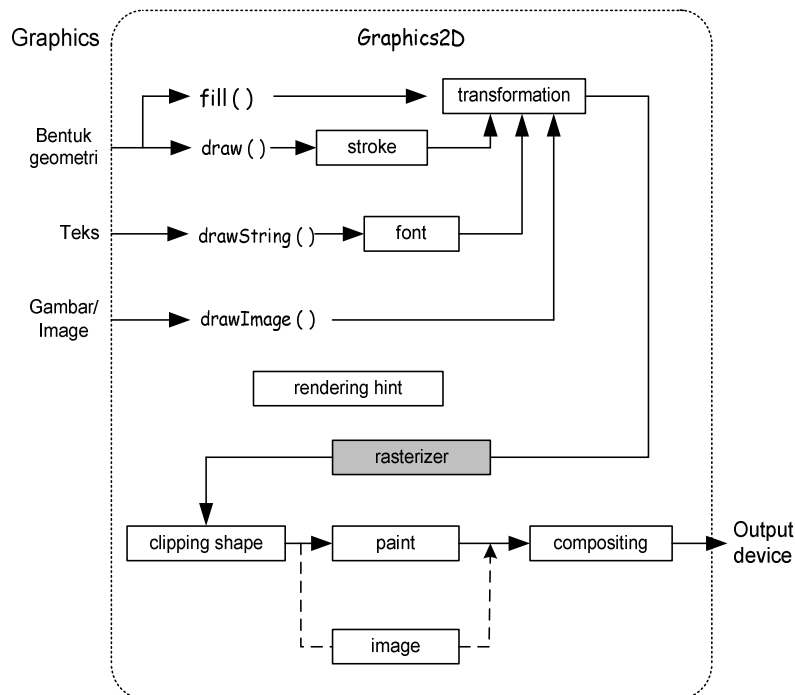 Graphics
Graphics2D
fill()
transformation
Bentuk
geometri
draw()
stroke
Teks
drawString()
font
Gambar/
Image
drawImage()
rendering hint
rasterizer
clipping shape
paint
compositing
Output
device
image